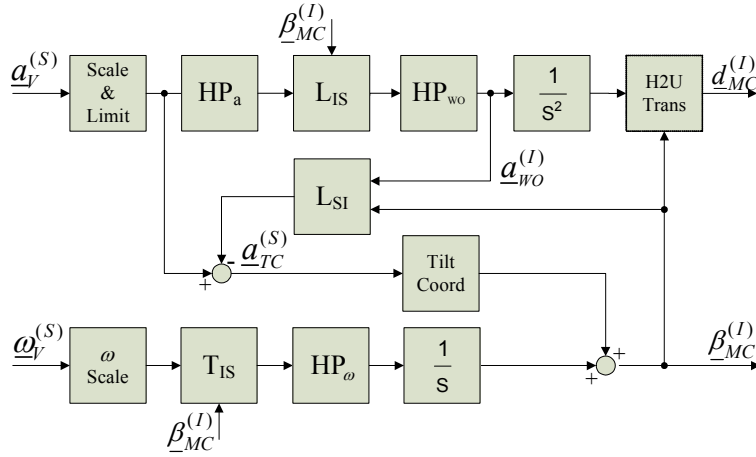 β_MC^(I)
a_V^(S)
Scale
&
Limit
HP_a
L_IS
HP_WO
1
S²
H2U
Trans
d_MC^(I)
a_WO^(I)
L_SI
- a_TC^(S)
+
Tilt
Coord
ω_V^(S)
ω
Scale
T_IS
HP_ω
1
S
+
+
β_MC^(I)
β_MC^(I)